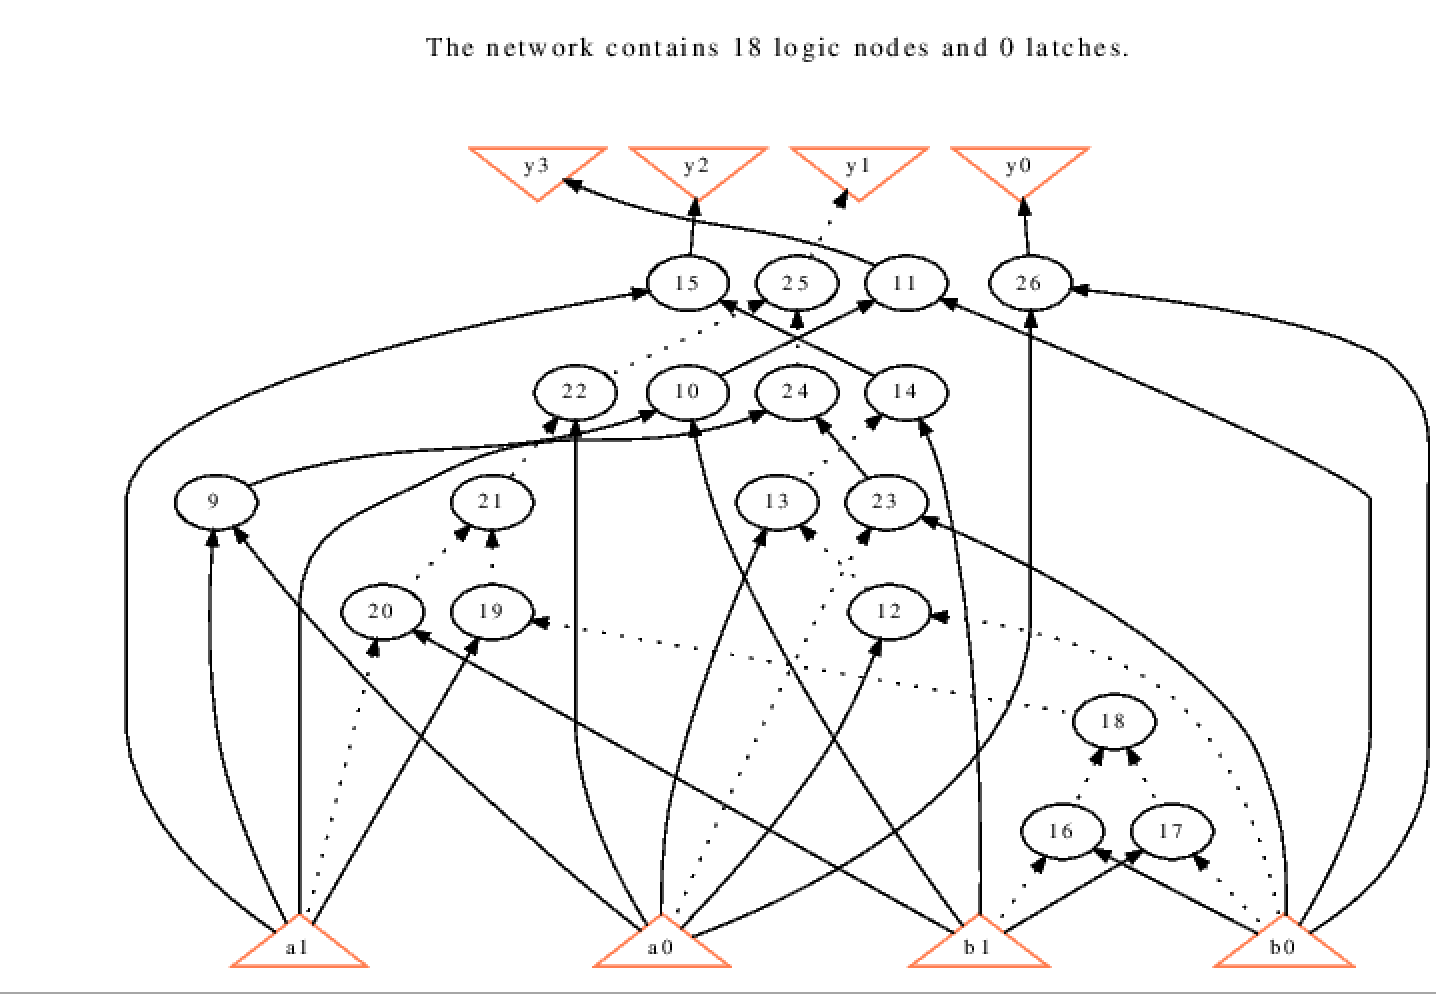 The network contains 18 logic nodes and 0 latches.
y3 y2 y1 y0
15 25 11 26
22 10 24 14
9 21 13 23
20 19 12
18
16 17
a1 a0 b1 b0